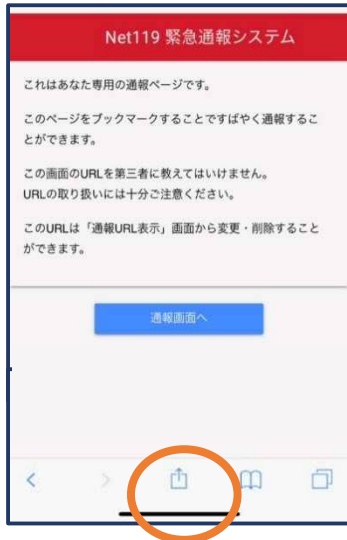 Net119 緊急通報システム
これはあなた専用の通報ページです。
このページをブックマークすることですばやく通報するこ
とができます。
この画面のURLを第三者に教えてはいけません。
URLの取り扱いには十分ご注意ください。
このURLは「通報URL表示」画面から変更・削除すること
ができます。
通報画面へ